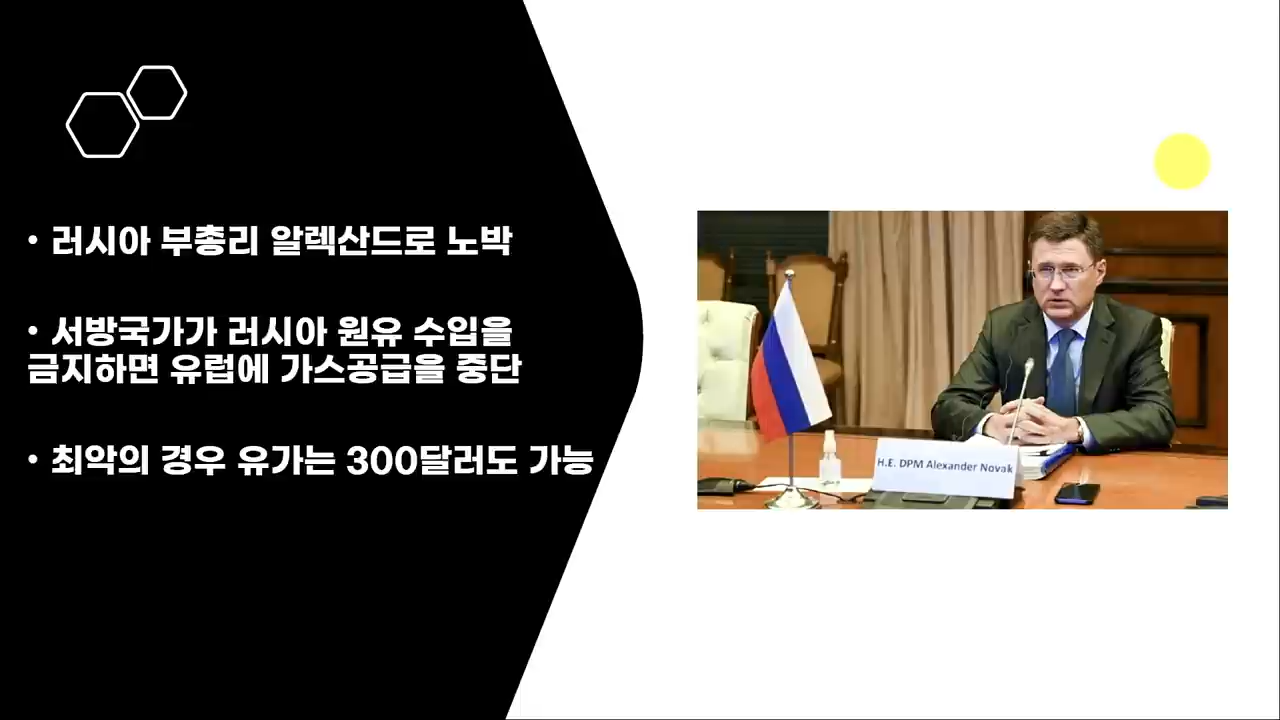 • 러시아 부총리 알렉산드로 노박
• 서방국가가 러시아 원유 수입을
금지하면 유럽에 가스공급을 중단
• 최악의 경우 유가는 300달러도 가능
H.E. DPM Alexander Novak